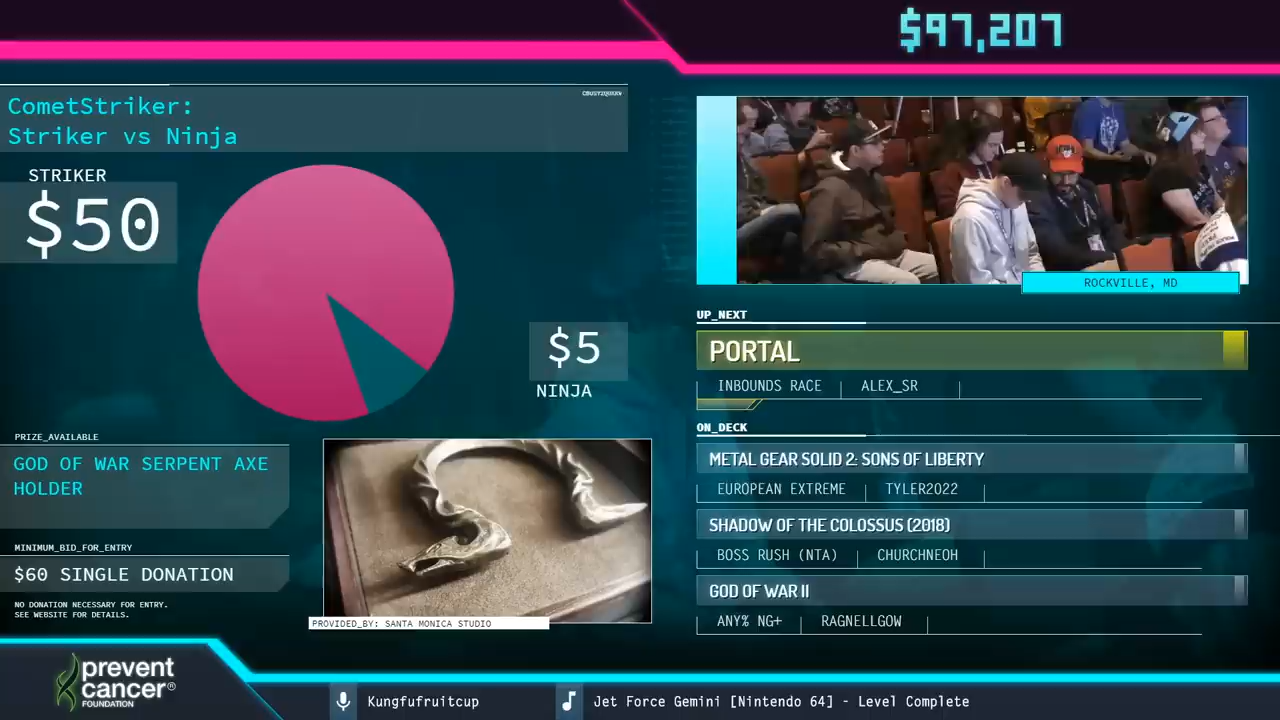 $97,207
CometStriker:
Striker vs Ninja
STRIKER
$50
$5
NINJA
PRIZE_AVAILABLE
GOD OF WAR SERPENT AXE
HOLDER
MINIMUM_BID_FOR_ENTRY
$60 SINGLE DONATION
NO DONATION NECESSARY FOR ENTRY.
SEE WEBSITE FOR DETAILS.
PROVIDED_BY: SANTA MONICA STUDIO
ROCKVILLE, MD
UP_NEXT
PORTAL
INBOUNDS RACE ALEX_SR
ON_DECK
METAL GEAR SOLID 2: SONS OF LIBERTY
EUROPEAN EXTREME TYLER2022
SHADOW OF THE COLOSSUS (2018)
BOSS RUSH (NTA) CHURCHNEOH
GOD OF WAR II
ANY% NG+ RAGNELLGOW
prevent
cancer®
FOUNDATION
Kungfufruitcup
Jet Force Gemini [Nintendo 64] - Level Complete